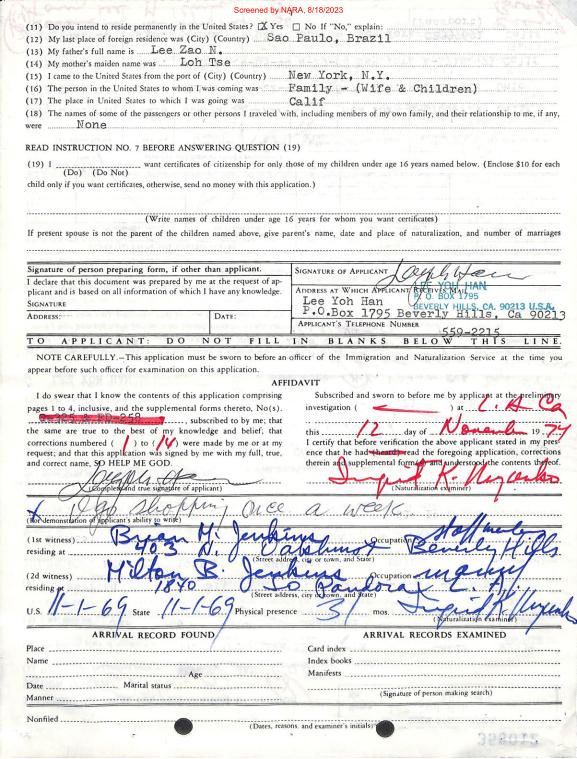 Screened by NARA, 8/18/2023
(11) Do you intend to reside permanently in the United States? ☒ Yes ☐ No If "No," explain:
(12) My last place of foreign residence was (City) (Country) Sao Paulo, Brazil
(13) My father's full name is Lee Zao N.
(14) My mother's maiden name was Loh Tse
(15) I came to the United States from the port of (City) (Country) New York, N.Y.
(16) The person in the United States to whom I was coming was Family - (Wife & Children)
(17) The place in the United States to which I was going was Calif
(18) The names of some of the passengers or other persons I traveled with, including members of my own family, and their relationship to me, if any,
were None
READ INSTRUCTION NO. 7 BEFORE ANSWERING QUESTION (19)
(19) I want certificates of citizenship for only those of my children under age 16 years named below. (Enclose $10 for each
(Do) (Do Not)
child only if you want certificates, otherwise, send no money with this application.)
(Write names of children under age 16 years for whom you want certificates)
If present spouse is not the parent of the children named above, give parent's name, date and place of naturalization, and number of marriages
Signature of person preparing form, if other than applicant.
I declare that this document was prepared by me at the request of ap-
plicant and is based on all information of which I have any knowledge.
SIGNATURE
ADDRESS: DATE:
SIGNATURE OF APPLICANT
ADDRESS AT WHICH APPLICANT RECEIVES MAIL
LEE YOH HAN
P. O. BOX 1795
BEVERLY HILLS, CA. 90213 U.S.A.
Lee Yoh Han
P.O.Box 1795 Beverly Hills, Ca 90213
APPLICANT'S TELEPHONE NUMBER
559-2215
TO APPLICANT: DO NOT FILL IN BLANKS BELOW THIS LINE.
NOTE CAREFULLY.—This application must be sworn to before an officer of the Immigration and Naturalization Service at the time you
appear before such officer for examination on this application.
AFFIDAVIT
I do swear that I know the contents of this application comprising
pages 1 to 4, inclusive, and the supplemental forms thereto, No(s).
, subscribed to by me; that
the same are true to the best of my knowledge and belief; that
corrections numbered (1) to (14) were made by me or at my
request; and that this application was signed by me with my full, true,
and correct name, SO HELP ME GOD.
(Complete and true signature of applicant)
Subscribed and sworn to before me by applicant at the preliminary
investigation ( ) at L. A Ca
this 12 day of November 1974
I certify that before verification the above applicant stated in my pres-
ence that he had (heard) read the foregoing application, corrections
therein and supplemental form(s) and understood the contents thereof.
(Naturalization examiner)
X I go shopping once a week.
(For demonstration of applicant's ability to write)
(1st witness) Bryan M. Jenkins Occupation
residing at 403 N. Oakhurst Beverly Hills
(Street address, city or town, and State)
(2d witness) Milton B. Jenkins Occupation
residing at 1840 So Pandora L. A.
(Street address, city or town, and State)
U.S. 11-1-69 State 11-1-69 Physical presence 31 mos.
(Naturalization examiner)
ARRIVAL RECORD FOUND
Place
Name
Age
Date Marital status
Manner
ARRIVAL RECORDS EXAMINED
Card index
Index books
Manifests
(Signature of person making search)
Nonfiled
(Dates, reasons, and examiner's initials)